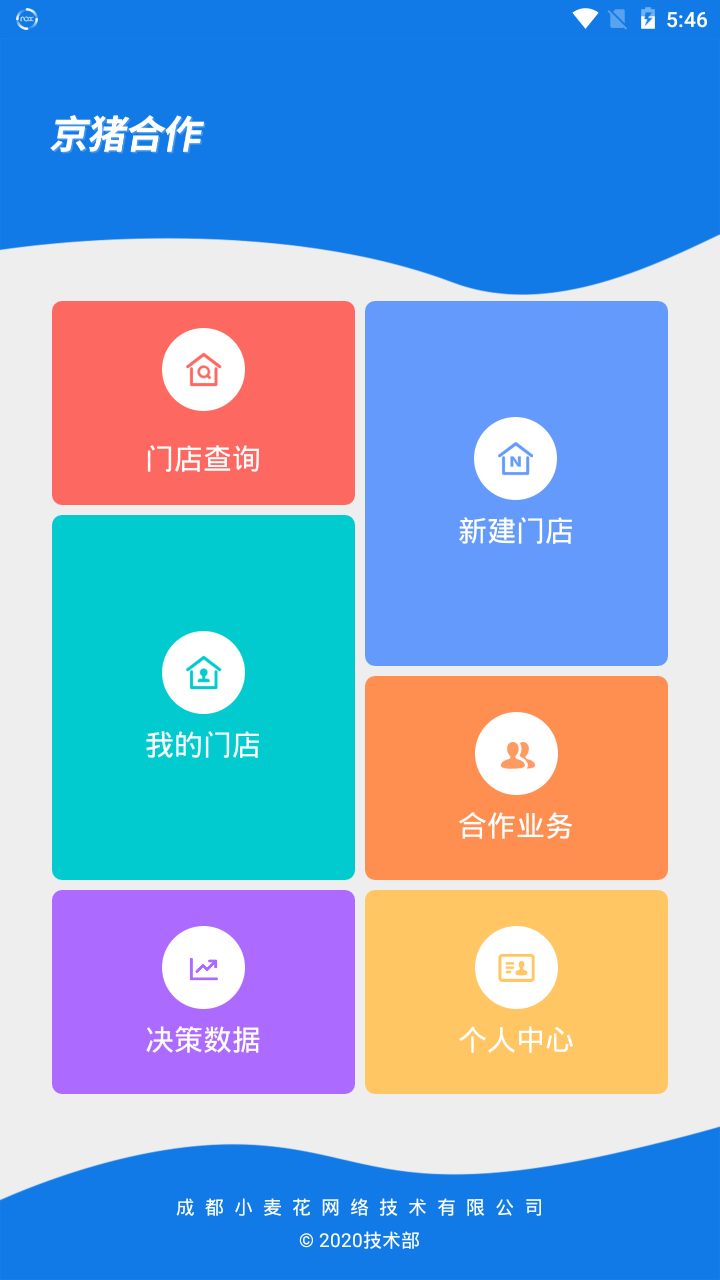 5:46
京猪合作
门店查询
新建门店
我的门店
合作业务
决策数据
个人中心
成都小麦花网络技术有限公司
© 2020技术部